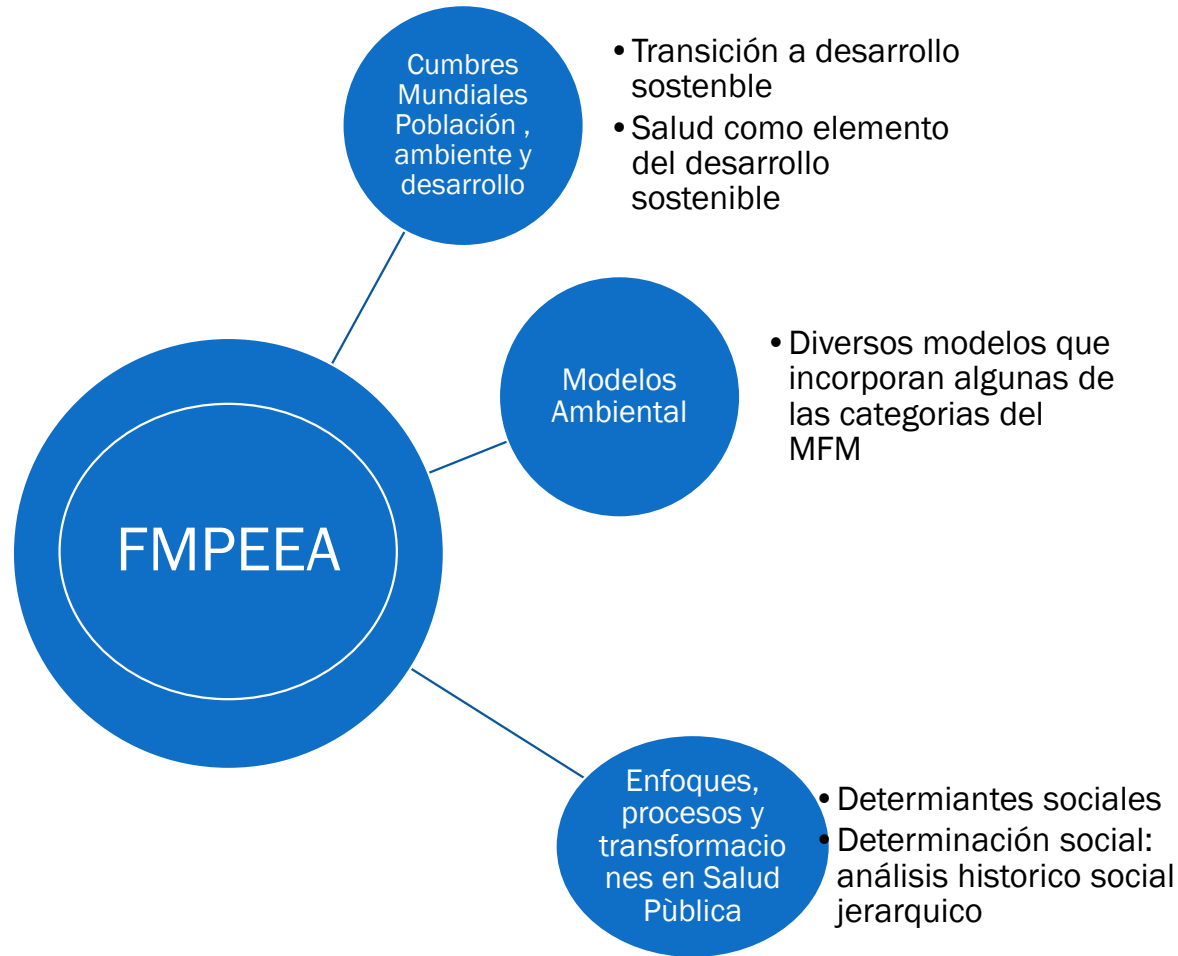 Cumbres
Mundiales
Población ,
ambiente y
desarrollo
• Transición a desarrollo
sostenble
• Salud como elemento
del desarrollo
sostenible
Modelos
Ambiental
• Diversos modelos que
incorporan algunas de
las categorias del
MFM
FMPEEA
Enfoques,
procesos y
transformacio
nes en Salud
Pùblica
• Determiantes sociales
• Determinación social:
análisis historico social
jerarquico